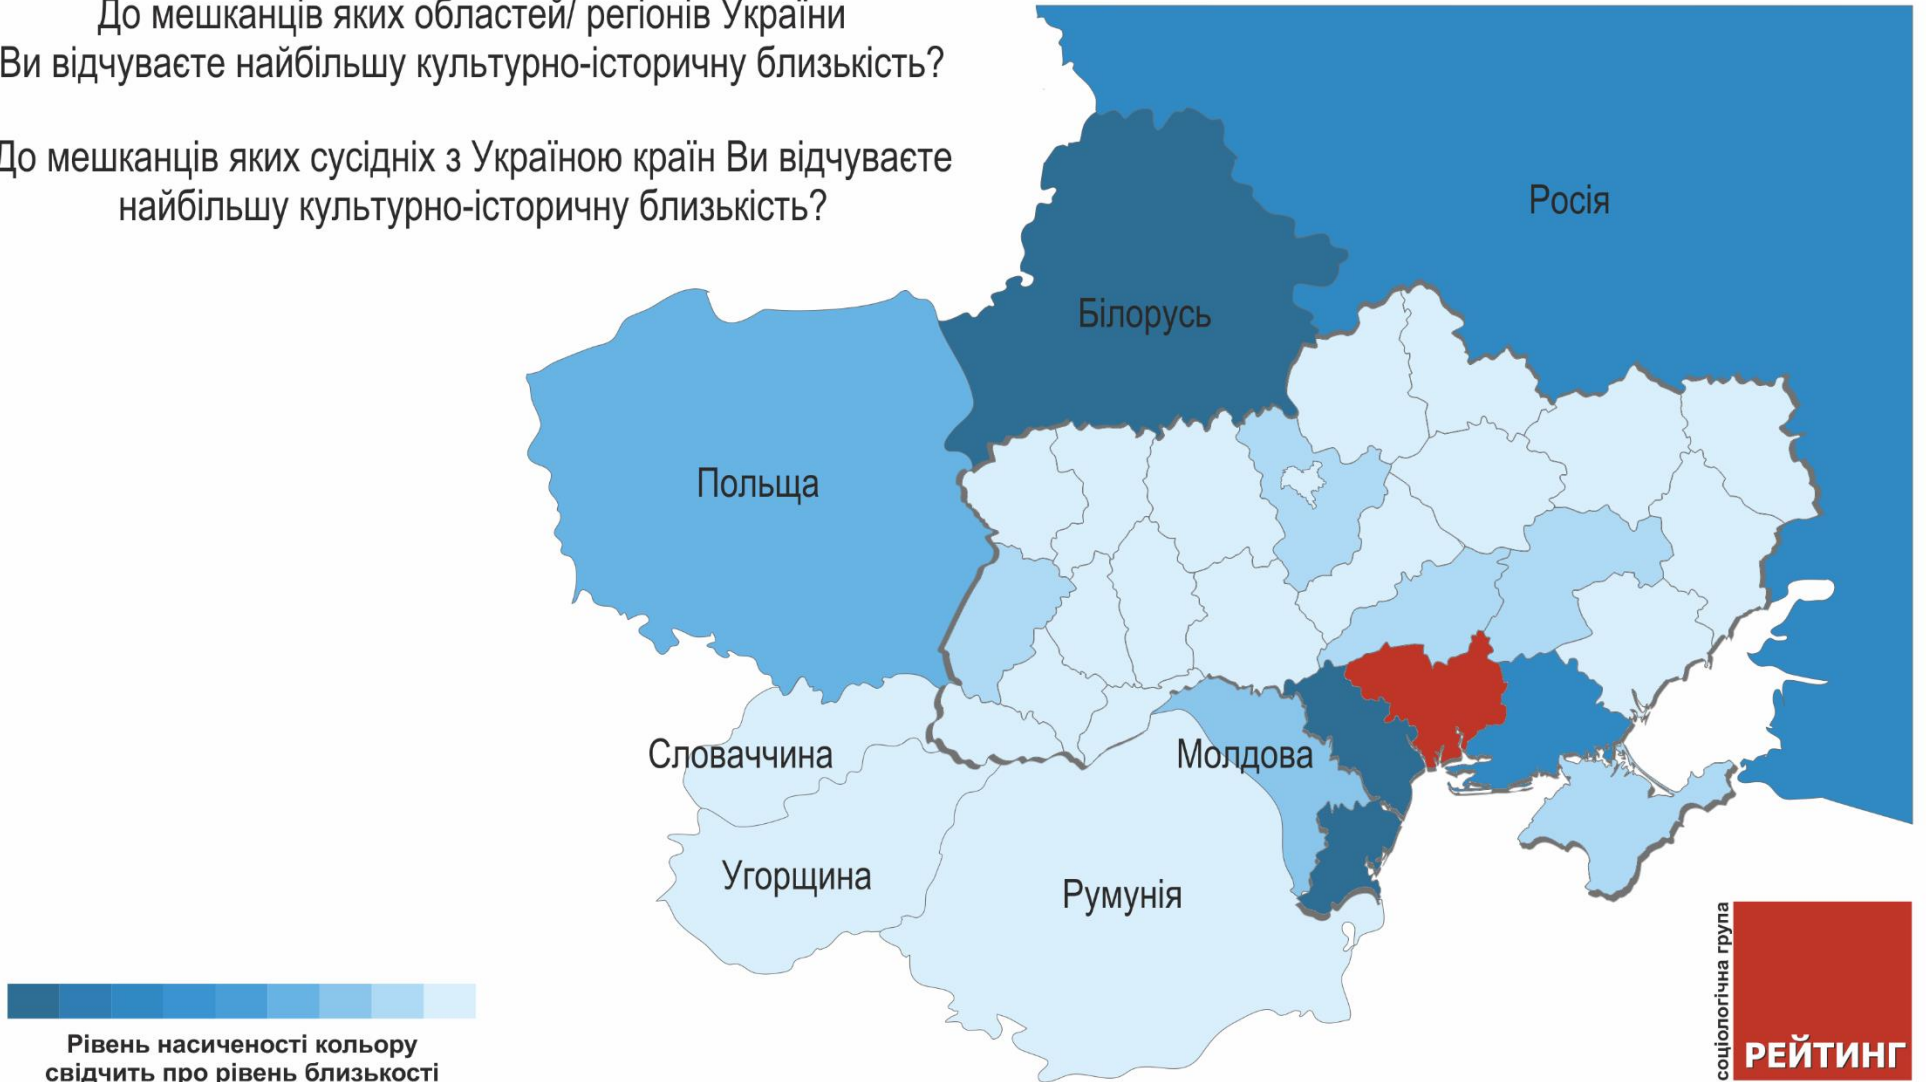 До мешканців яких областей/ регіонів України
Ви відчуваєте найбільшу культурно-історичну близькість?
До мешканців яких сусідніх з Україною країн Ви відчуваєте
найбільшу культурно-історичну близькість?
Росія
Білорусь
Польща
Словаччина
Молдова
Угорщина
Румунія
Рівень насиченості кольору
свідчить про рівень близькості
соціологічна група
РЕЙТИНГ